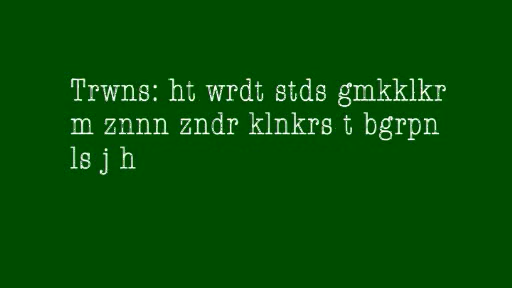 Trwns: ht wrdt stds gmkklkr
m znnn zndr klnkrs t bgrpn
ls j h